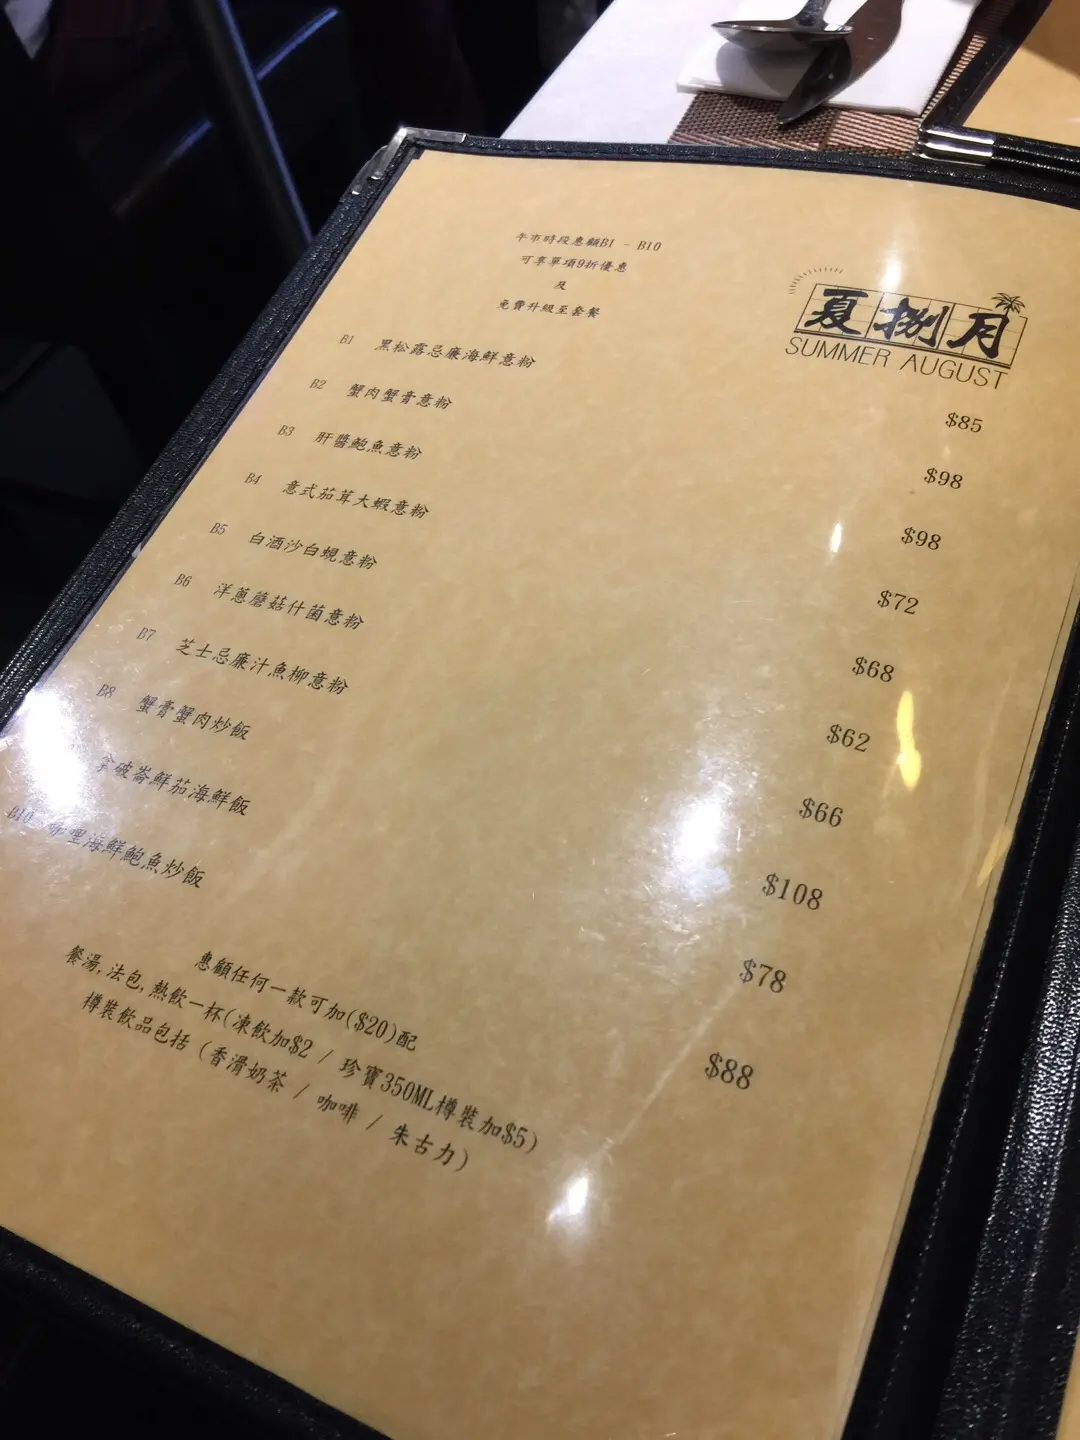 午市時段惠顧B1 - B10
可享單項9折優惠
及
免費升級至套餐
夏捌月
SUMMER AUGUST
B1 黑松露忌廉海鮮意粉 $85
B2 蟹肉蟹膏意粉 $98
B3 肝醬鮑魚意粉 $98
B4 意式茄茸大蝦意粉 $72
B5 白酒沙白蜆意粉 $68
B6 洋蔥蘑菇什菌意粉 $62
B7 芝士忌廉汁魚柳意粉 $66
B8 蟹膏蟹肉炒飯 $108
拿破崙鮮茄海鮮飯 $78
B10 咖喱海鮮鮑魚炒飯 $88
惠顧任何一款可加($20)配
餐湯,法包,熱飲一杯(凍飲加$2 / 珍寶350ML樽裝加$5)
樽裝飲品包括 (香滑奶茶 / 咖啡 / 朱古力)